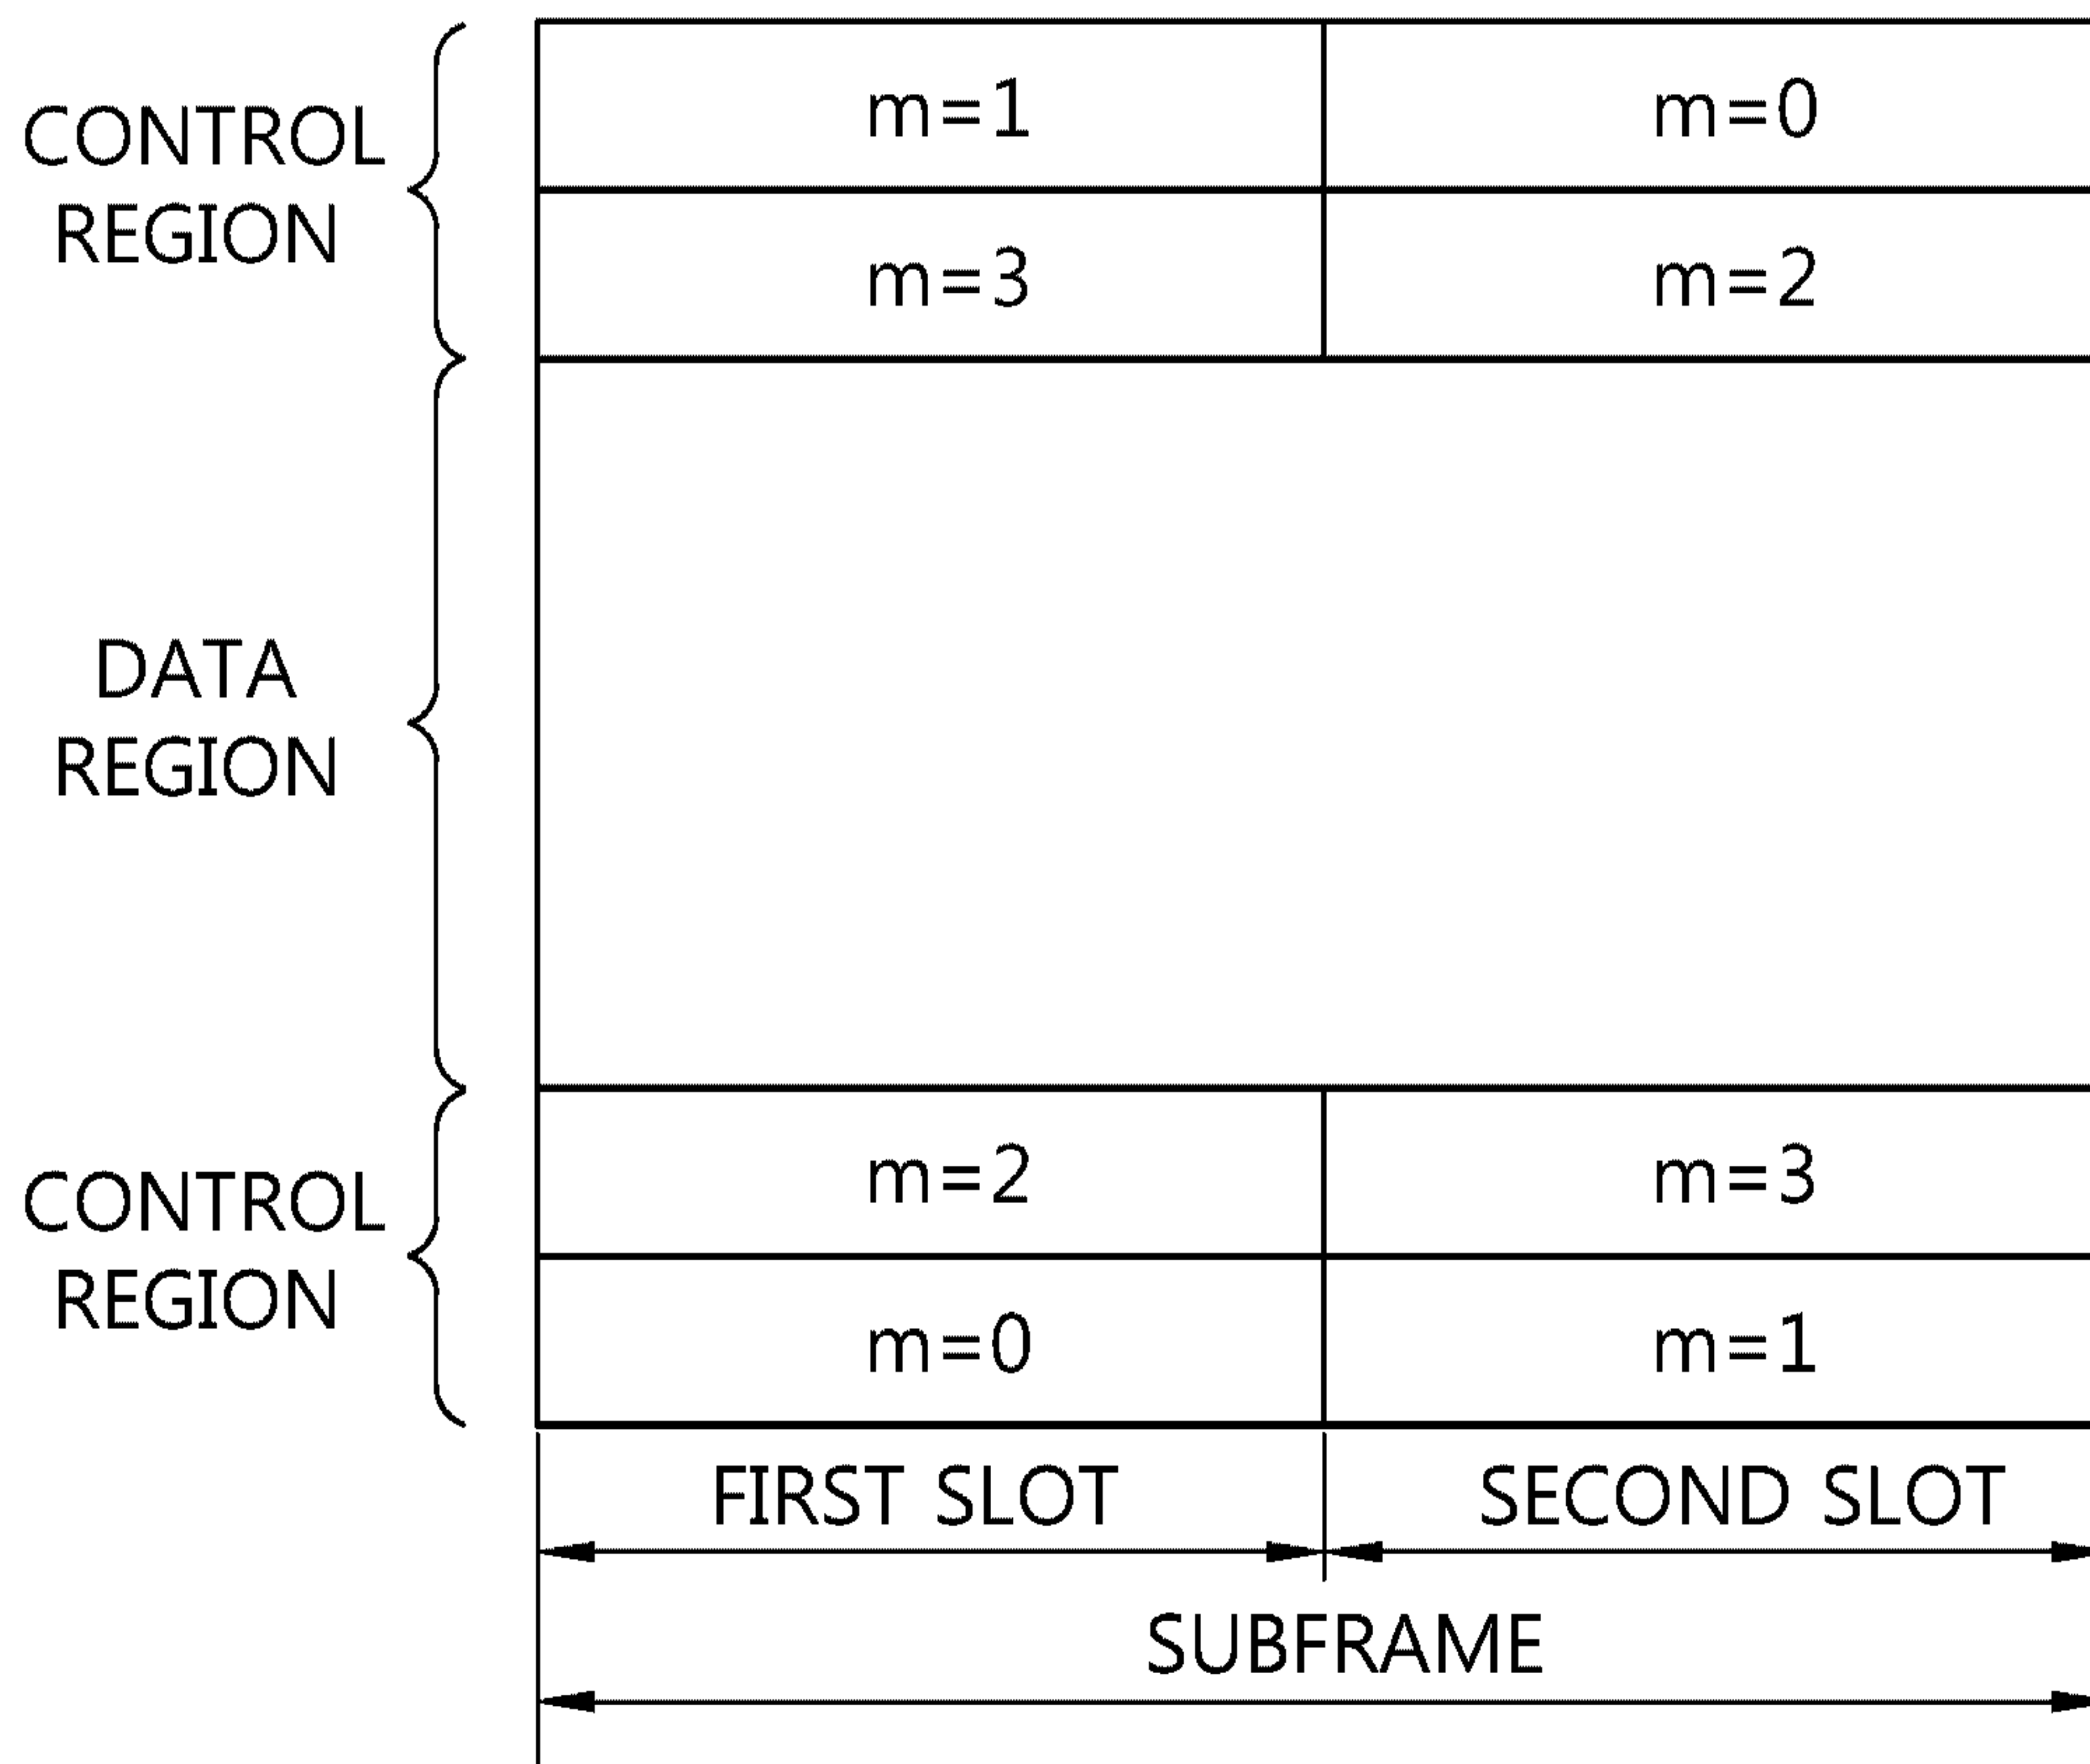 CONTROL
REGION
m=1
m=0
m=3
m=2
DATA
REGION
CONTROL
REGION
m=2
m=3
m=0
m=1
FIRST SLOT
SECOND SLOT
SUBFRAME